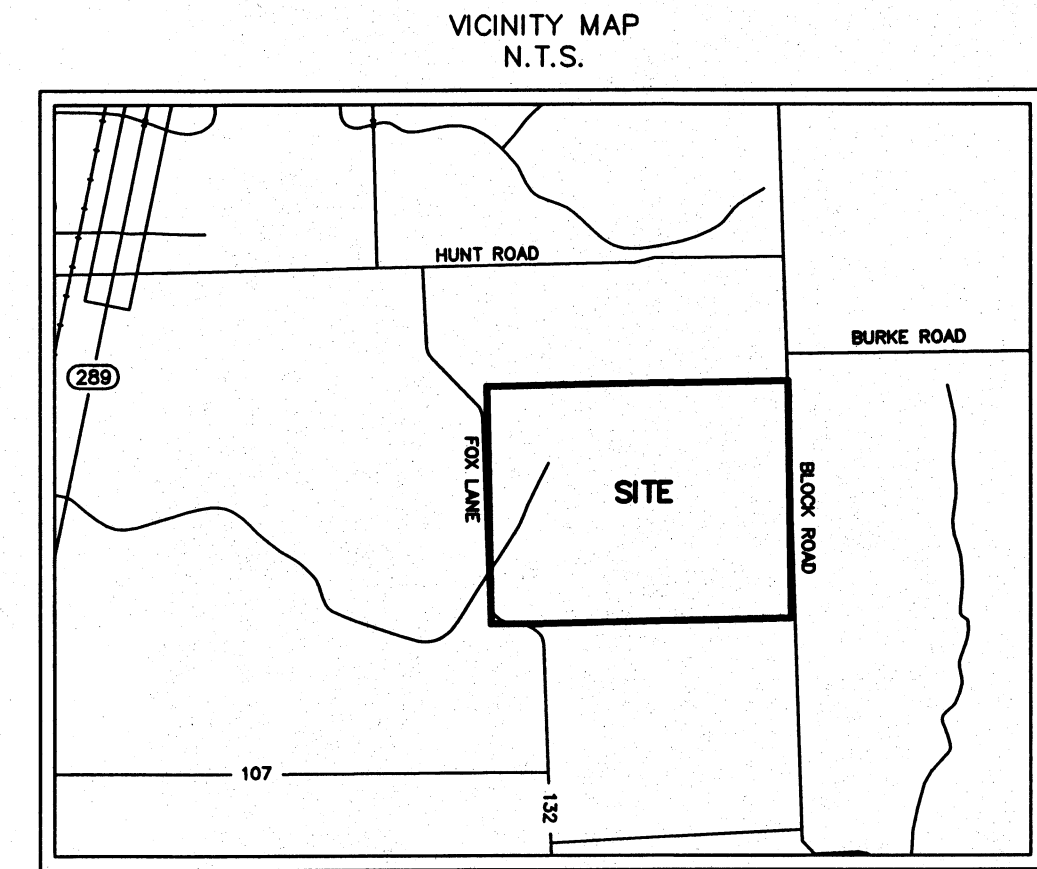 VICINITY MAP
N.T.S.
HUNT ROAD
BURKE ROAD
289
FOX LANE
SITE
BLOCK ROAD
107
132